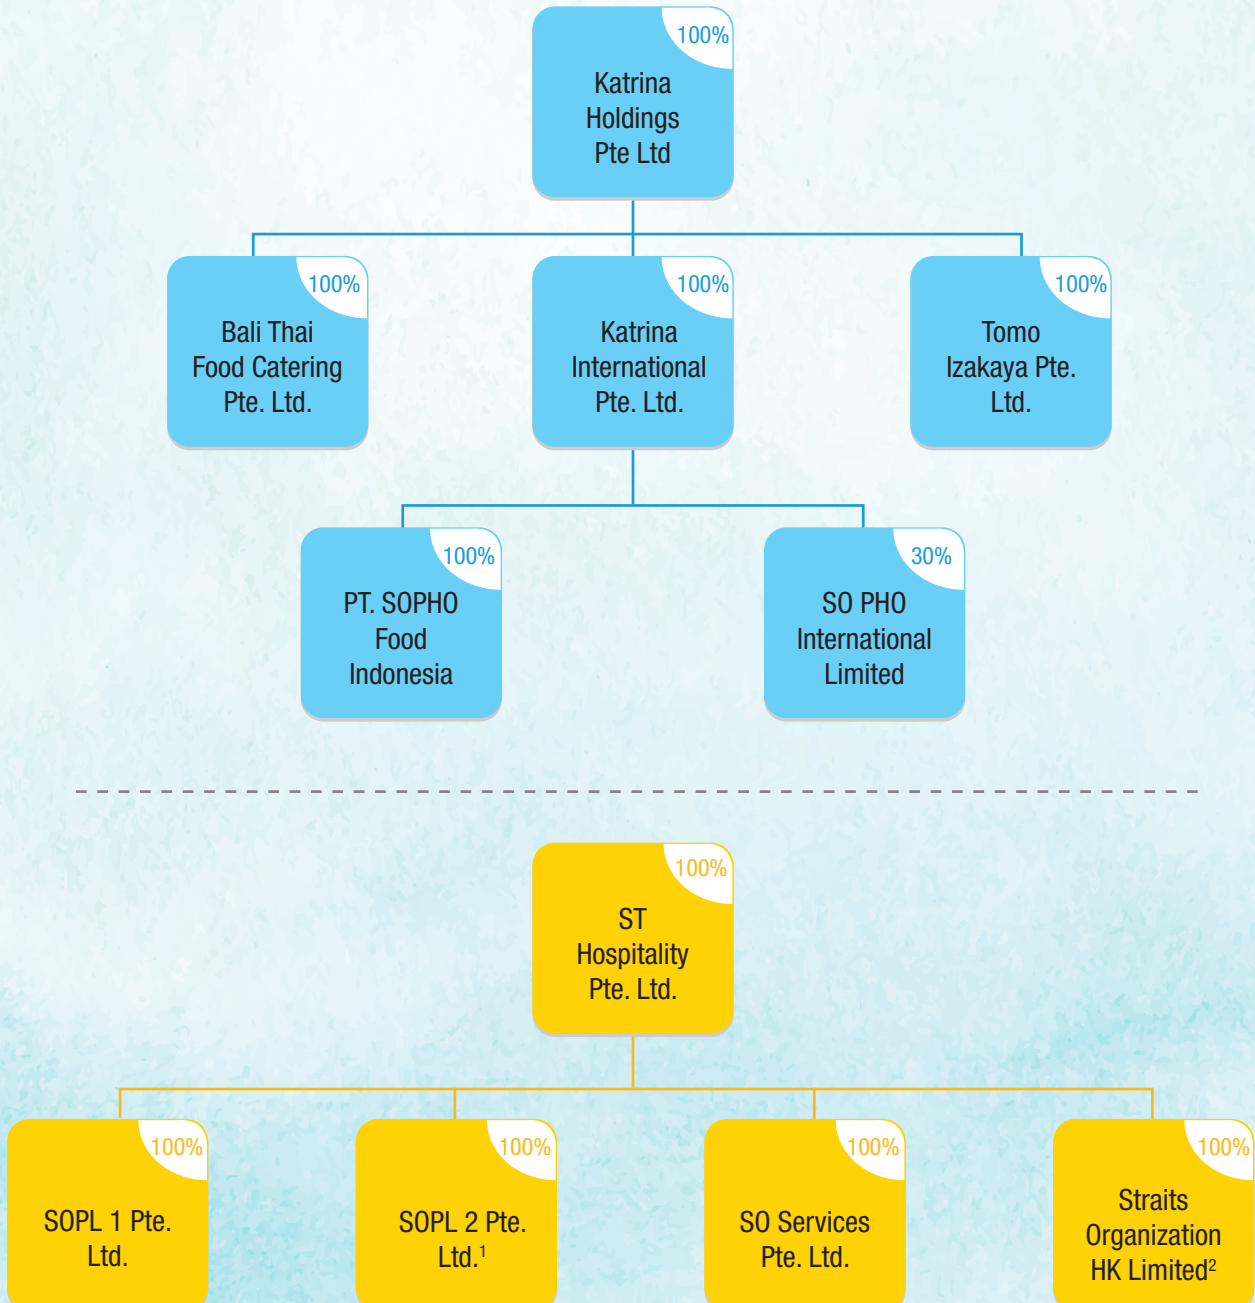 100%
Katrina
Holdings
Pte Ltd
100%
Bali Thai
Food Catering
Pte. Ltd.
100%
Katrina
International
Pte. Ltd.
100%
Tomo
Izakaya Pte.
Ltd.
100%
PT. SOPHO
Food
Indonesia
30%
SO PHO
International
Limited
100%
ST
Hospitality
Pte. Ltd.
100%
SOPL 1 Pte.
Ltd.
100%
SOPL 2 Pte.
Ltd.¹
100%
SO Services
Pte. Ltd.
100%
Straits
Organization
HK Limited²